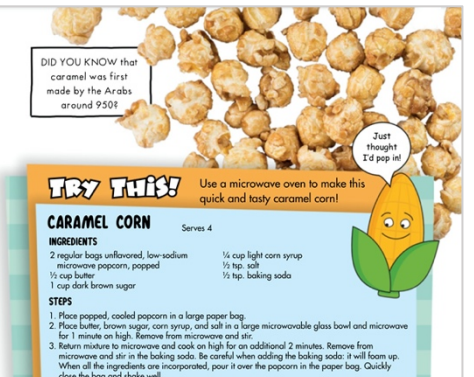 DID YOU KNOW that
caramel was first
made by the Arabs
around 950?
Just
thought
I'd pop in!
TRY THIS!
Use a microwave oven to make this
quick and tasty caramel corn!
CARAMEL CORN
Serves 4
INGREDIENTS
2 regular bags unflavored, low-sodium
microwave popcorn, popped
½ cup butter
1 cup dark brown sugar
¼ cup light corn syrup
½ tsp. salt
½ tsp. baking soda
STEPS
1. Place popped, cooled popcorn in a large paper bag.
2. Place butter, brown sugar, corn syrup, and salt in a large microwavable glass bowl and microwave
for 1 minute on high. Remove from microwave and stir.
3. Return mixture to microwave and cook on high for an additional 2 minutes. Remove from
microwave and stir in the baking soda. Be careful when adding the baking soda: it will foam up.
When all the ingredients are incorporated, pour it over the popcorn in the paper bag. Quickly
close the bag and shake well.